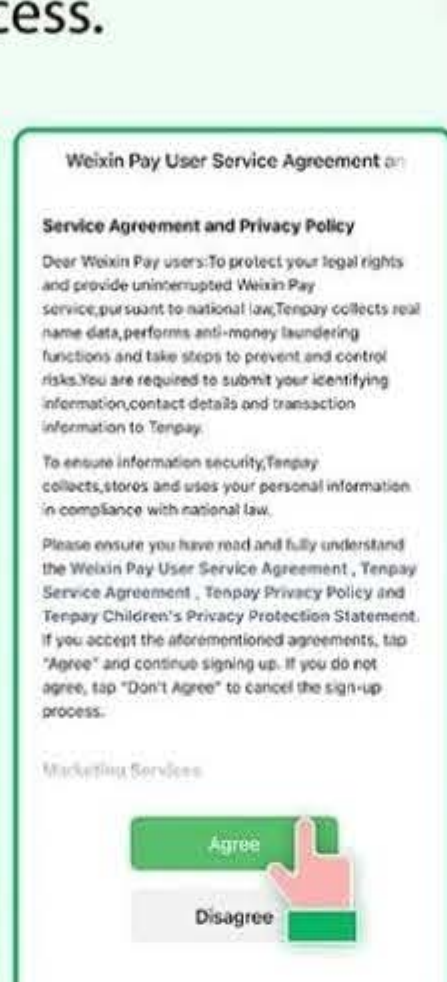 cess.
Weixin Pay User Service Agreement an
Service Agreement and Privacy Policy
Dear Weixin Pay users:To protect your legal rights
and provide uninterrupted Weixin Pay
service,pursuant to national law,Tenpay collects real
name data,performs anti-money laundering
functions and take steps to prevent and control
risks.You are required to submit your identifying
information,contact details and transaction
information to Tenpay.
To ensure information security,Tenpay
collects,stores and uses your personal information
in compliance with national law.
Please ensure you have read and fully understand
the Weixin Pay User Service Agreement , Tenpay
Service Agreement , Tenpay Privacy Policy and
Tenpay Children's Privacy Protection Statement.
If you accept the aforementioned agreements, tap
"Agree" and continue signing up. If you do not
agree, tap "Don't Agree" to cancel the sign-up
process.
Marketing Services
Agree
Disagree